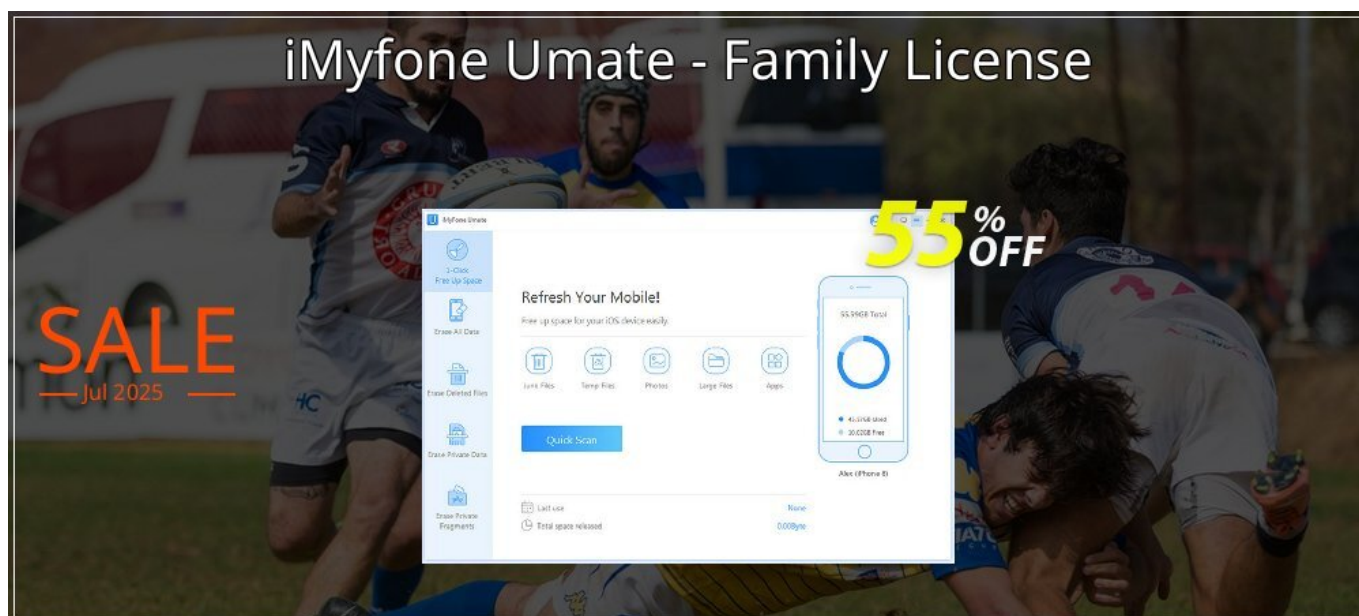 iMyfone Umate - Family License
55%
OFF
SALE
Jul 2025
iMyFone Umate
1-Click
Free Up Space
Erase All Data
Erase Deleted Files
Erase Private Data
Erase Private
Fragments
Refresh Your Mobile!
Free up space for your iOS device easily.
Junk Files
Temp Files
Photos
Large Files
Apps
Quick Scan
Last use
None
Total space released
0.00Byte
Alex (iPhone 8)
HC